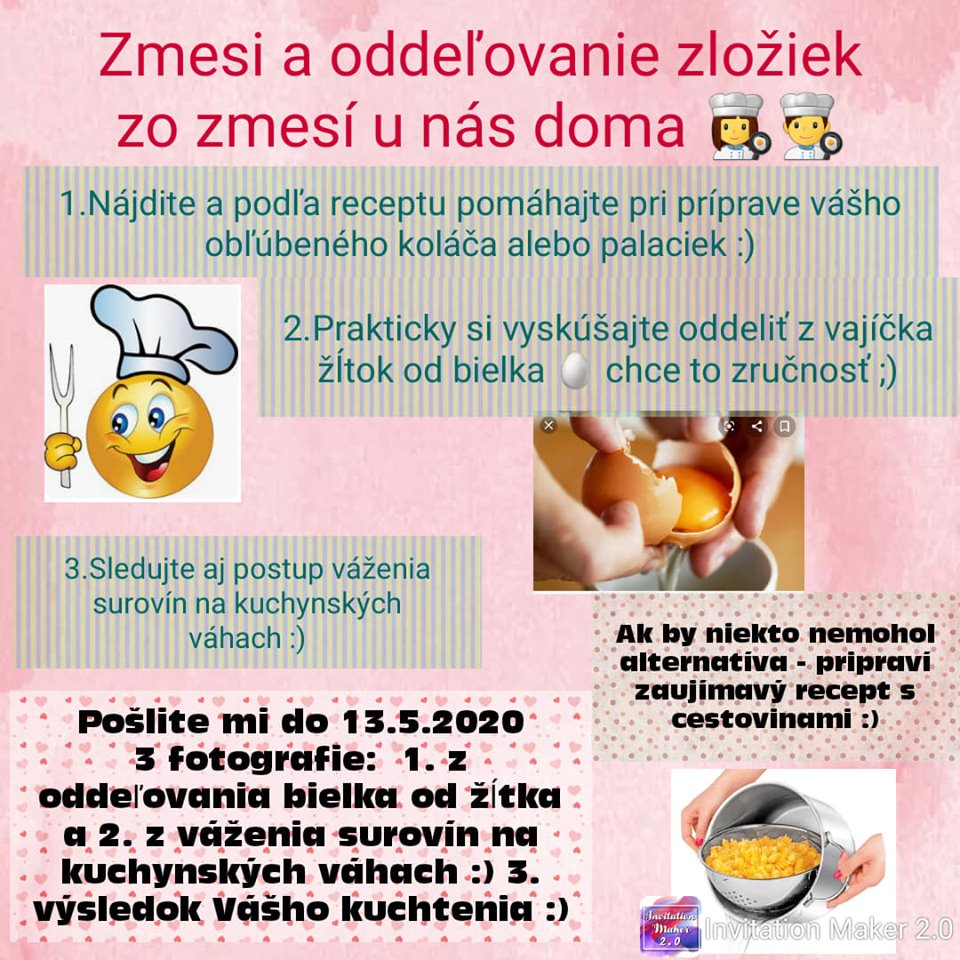 Zmesi a oddeľovanie zložiek
zo zmesí u nás doma
1.Nájdite a podľa receptu pomáhajte pri príprave vášho
obľúbeného koláča alebo palaciek :)
2.Prakticky si vyskúšajte oddeliť z vajíčka
žĺtok od bielka chce to zručnosť ;)
3.Sledujte aj postup váženia
surovín na kuchynských
váhach :)
Ak by niekto nemohol
alternatíva - pripraví
zaujímavý recept s
cestovinami :)
Pošlite mi do 13.5.2020
3 fotografie: 1. z
oddeľovania bielka od žĺtka
a 2. z váženia surovín na
kuchynských váhach :) 3.
výsledok Vášho kuchtenia :)
Invitation
Maker
2.0
Invitation Maker 2.0